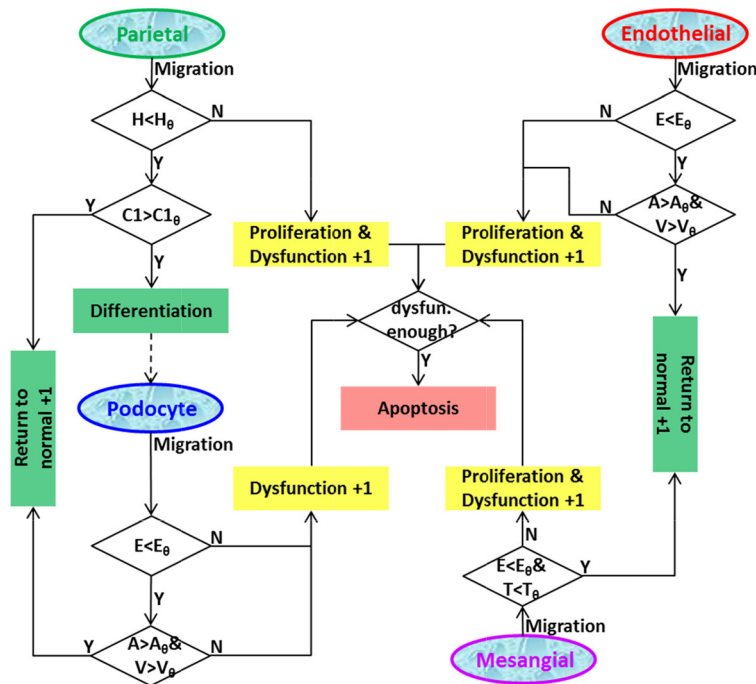 Parietal
Endothelial
Migration
Migration
H<Hθ
N
N
E<Eθ
Y
Y
Y
C1>C1θ
N
A>Aθ&
V>Vθ
Proliferation &
Dysfunction +1
Proliferation &
Dysfunction +1
Y
Y
Differentiation
dysfun.
enough?
Y
Return to
normal +1
Return to
normal +1
Podocyte
Apoptosis
Migration
Dysfunction +1
Proliferation &
Dysfunction +1
E<Eθ
N
N
Y
E<Eθ&
T<Tθ
Y
Y
A>Aθ&
V>Vθ
N
Migration
Mesangial